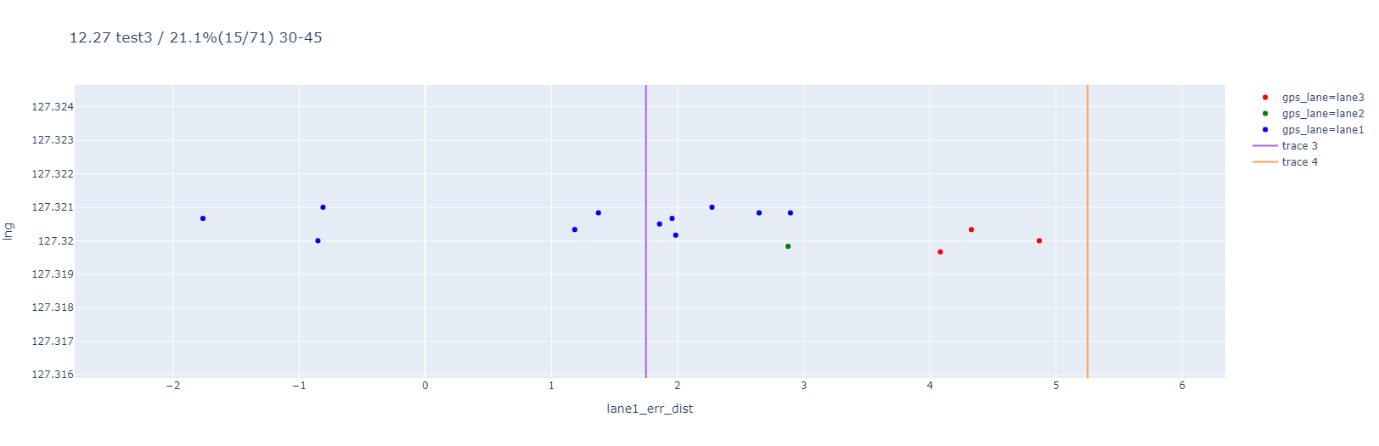 12.27 test3 / 21.1%(15/71) 30-45
gps_lane=lane3
gps_lane=lane2
gps_lane=lane1
trace 3
trace 4
127.324
127.323
127.322
127.321
127.32
127.319
127.318
127.317
127.316
lng
−2 −1 0 1 2 3 4 5 6
lane1_err_dist